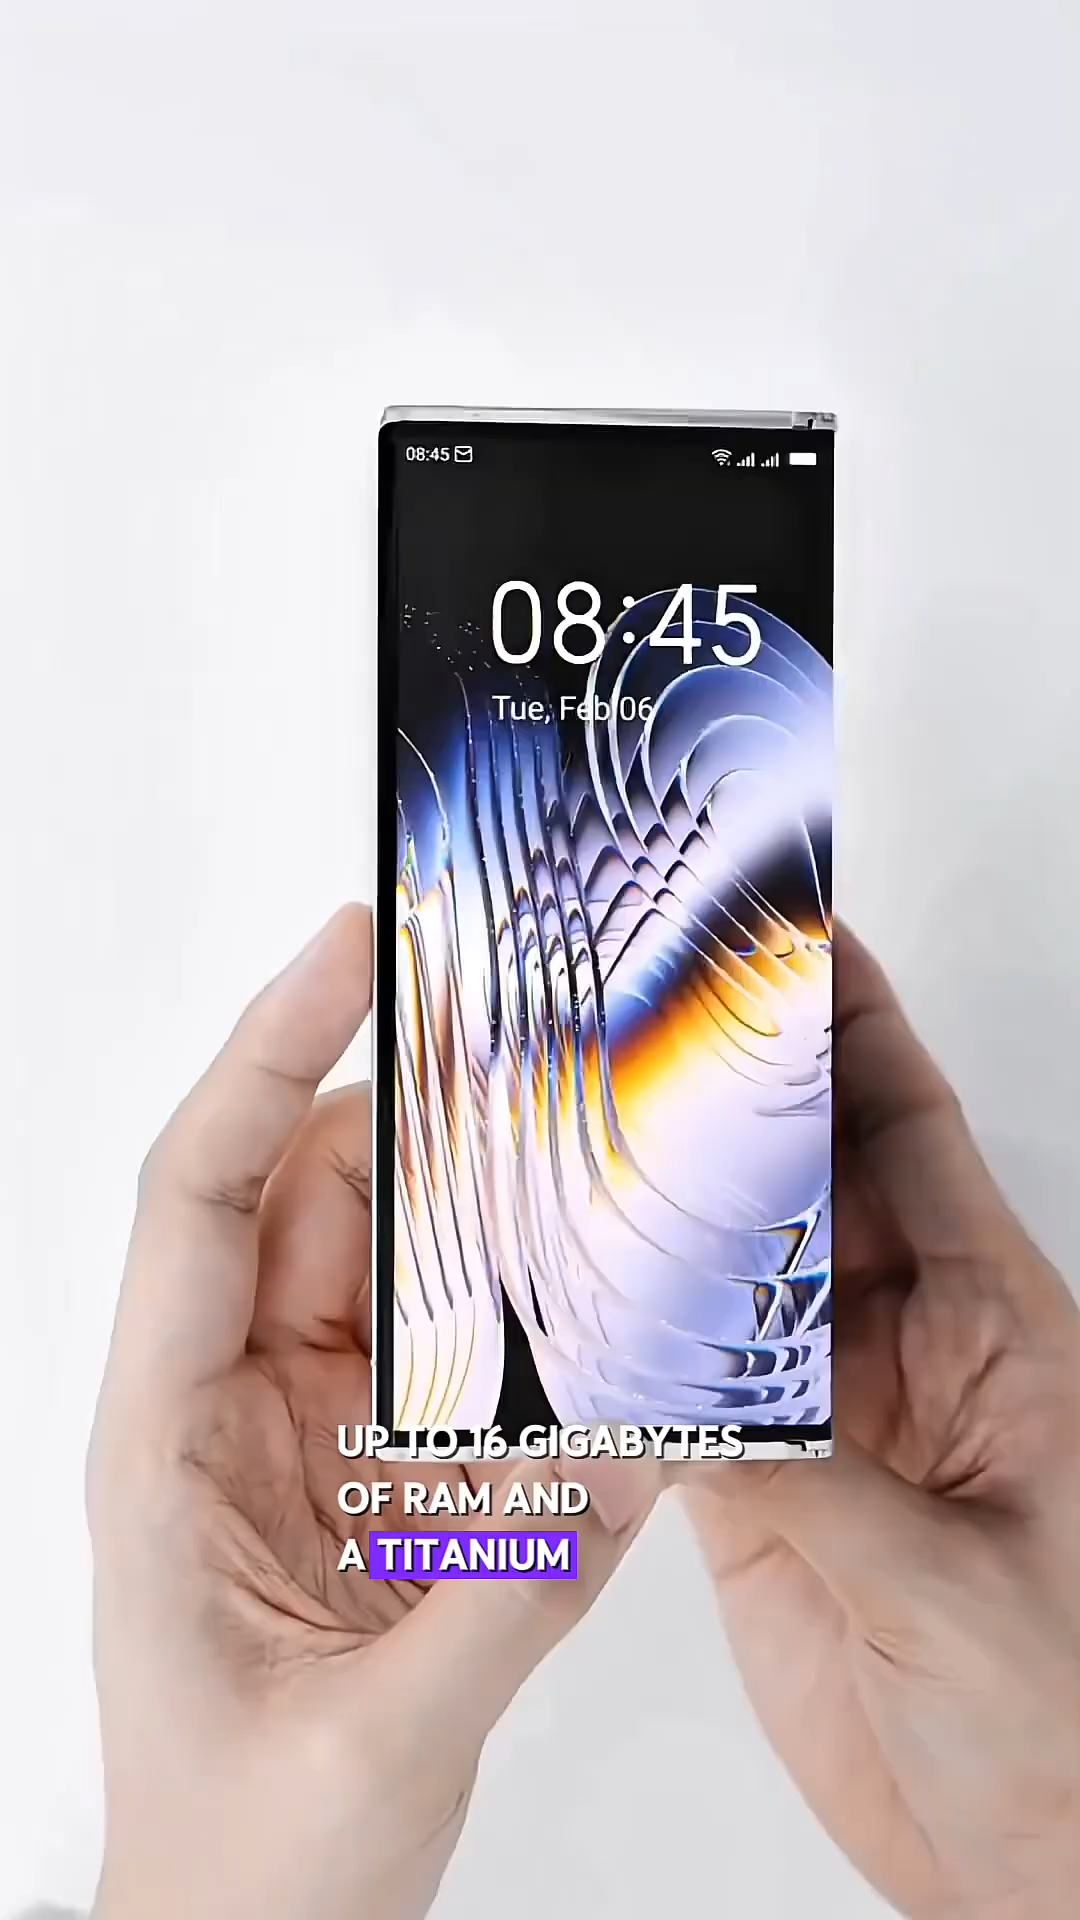 08:45
08:45
Tue, Feb 06
UP TO 16 GIGABYTES
OF RAM AND
A TITANIUM